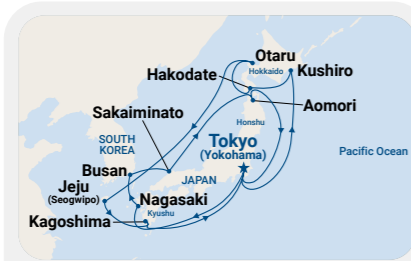 Otaru
Hokkaido
Hakodate
Kushiro
Aomori
Sakaiminato
Honshu
SOUTH
KOREA
Tokyo
(Yokohama)
Pacific Ocean
Busan
JAPAN
Jeju
(Seogwipo)
Nagasaki
Kyushu
Kagoshima